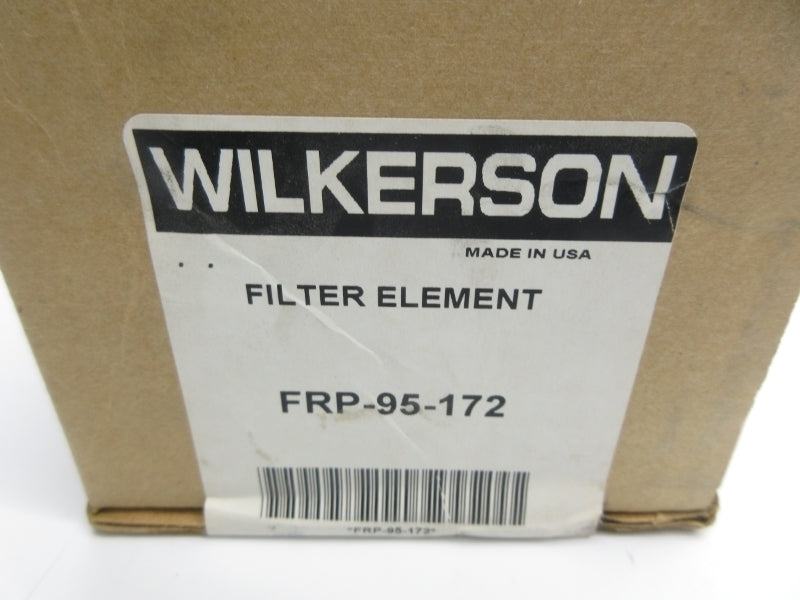 WILKERSON
MADE IN USA
FILTER ELEMENT
FRP-95-172
*FRP-95-172*